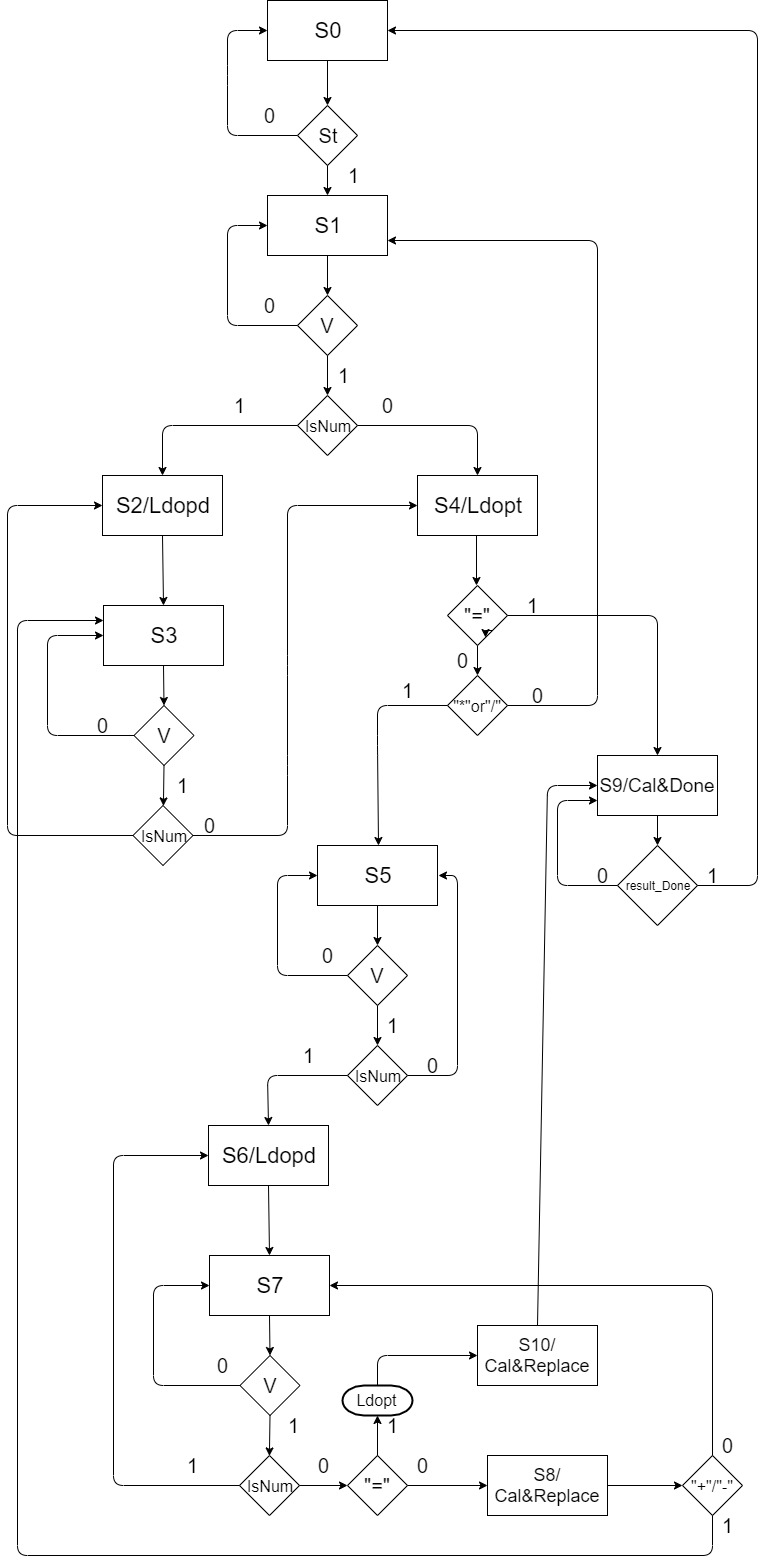 S0
0
St
1
S1
0
V
1
1
IsNum
0
S2/Ldopd
S4/Ldopt
"="
1
S3
0
1
"*"or"/"
0
0
V
1
S9/Cal&Done
IsNum
0
S5
0
result_Done
1
0
V
1
1
IsNum
0
S6/Ldopd
S7
S10/
Cal&Replace
0
V
Ldopt
1
1
1
IsNum
0
"="
0
S8/
Cal&Replace
0
"+"/"-"
1